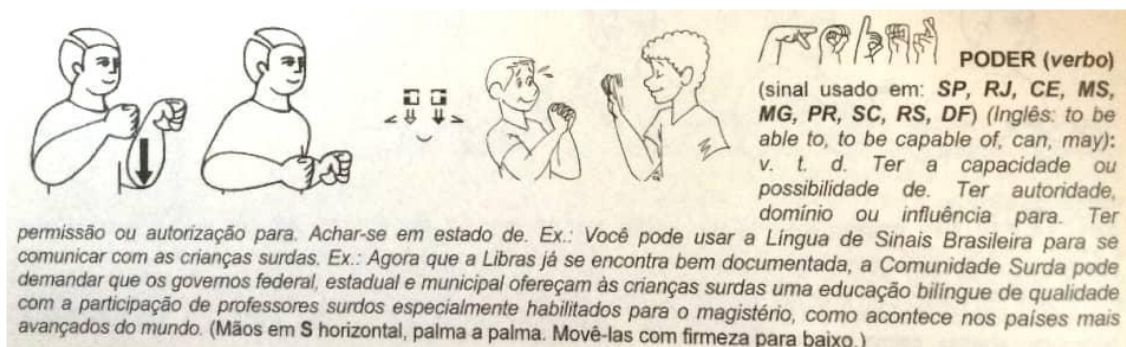 PODER (verbo)
(sinal usado em: SP, RJ, CE, MS,
MG, PR, SC, RS, DF) (Inglês: to be
able to, to be capable of, can, may):
v. t. d. Ter a capacidade ou
possibilidade de. Ter autoridade,
domínio ou influência para. Ter
permissão ou autorização para. Achar-se em estado de. Ex.: Você pode usar a Língua de Sinais Brasileira para se
comunicar com as crianças surdas. Ex.: Agora que a Libras já se encontra bem documentada, a Comunidade Surda pode
demandar que os governos federal, estadual e municipal ofereçam às crianças surdas uma educação bilíngue de qualidade
com a participação de professores surdos especialmente habilitados para o magistério, como acontece nos países mais
avançados do mundo. (Mãos em S horizontal, palma a palma. Movê-las com firmeza para baixo.)